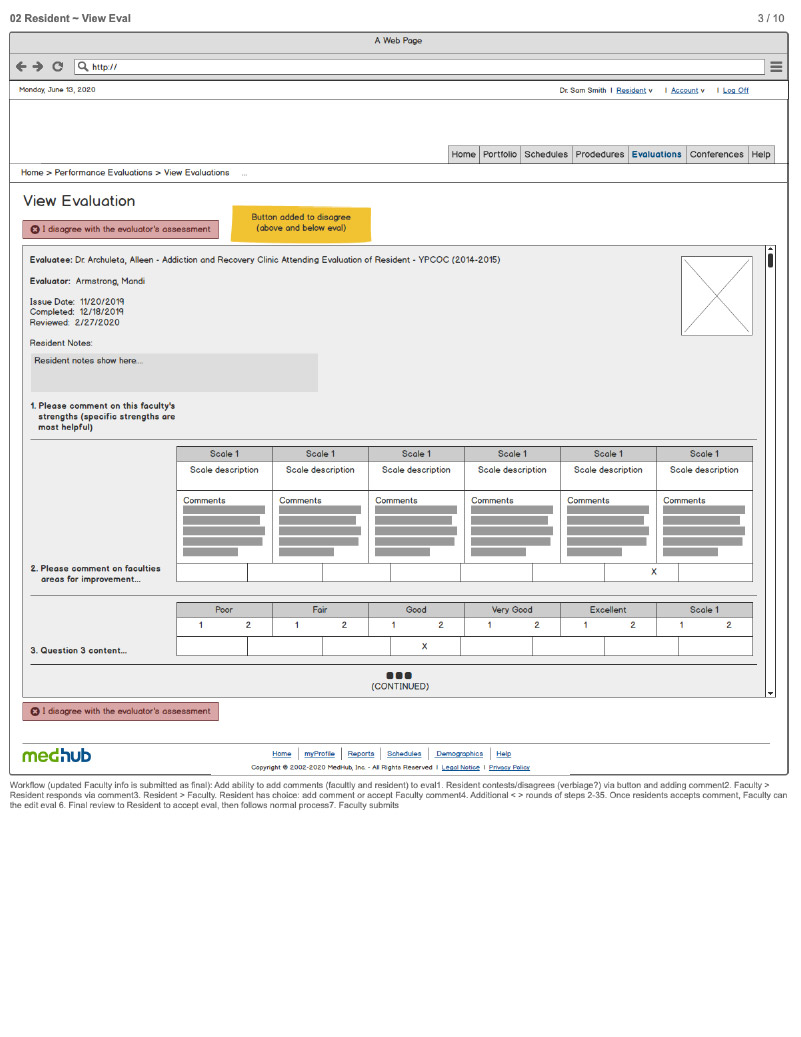 02 Resident ~ View Eval
3 / 10
A Web Page
http://
Monday, June 13, 2020
Dr. Sam Smith | Resident v | Account v | Log Off
Home Portfolio Schedules Prodedures Evaluations Conferences Help
Home > Performance Evaluations > View Evaluations ...
View Evaluation
I disagree with the evaluator's assessment
Button added to disagree
(above and below eval)
Evaluatee: Dr. Archuleta, Alleen - Addiction and Recovery Clinic Attending Evaluation of Resident - YPCOC (2014-2015)
Evaluator: Armstrong, Mandi
Issue Date: 11/20/2019
Completed: 12/18/2019
Reviewed: 2/27/2020
Resident Notes:
Resident notes show here...
1. Please comment on this faculty's
strengths (specific strengths are
most helpful)
Scale 1 Scale 1 Scale 1 Scale 1 Scale 1 Scale 1
Scale description Scale description Scale description Scale description Scale description Scale description
Comments Comments Comments Comments Comments Comments
2. Please comment on faculties
areas for improvement...
X
Poor Fair Good Very Good Excellent Scale 1
1 2 1 2 1 2 1 2 1 2 1 2
3. Question 3 content...
X
(CONTINUED)
I disagree with the evaluator's assessment
medhub
Home | myProfile | Reports | Schedules | Demographics | Help
Copyright © 2002-2020 MedHub, Inc. - All Rights Reserved | Legal Notice | Privacy Policy
Workflow (updated Faculty info is submitted as final): Add ability to add comments (facutlly and resident) to eval1. Resident contests/disagrees (verbiage?) via button and adding comment2. Faculty >
Resident responds via comment3. Resident > Faculty. Resident has choice: add comment or accept Faculty comment4. Additional < > rounds of steps 2-35. Once residents accepts comment, Faculty can
the edit eval 6. Final review to Resident to accept eval, then follows normal process7. Faculty submits